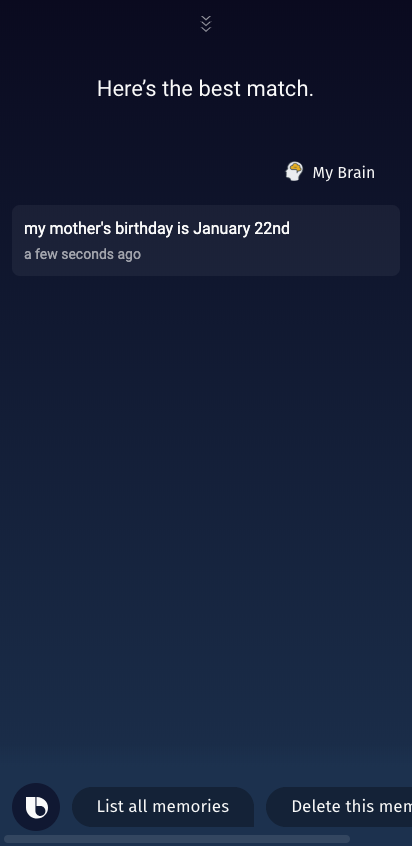 Here's the best match.
My Brain
my mother's birthday is January 22nd
a few seconds ago
List all memories
Delete this mem